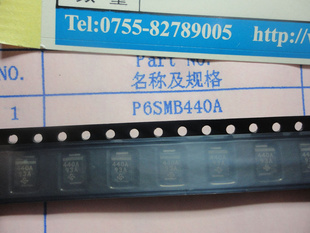 Tel:0755-82789005 http://w
NO.
Part No.
名称及规格
1
P6SMB440A